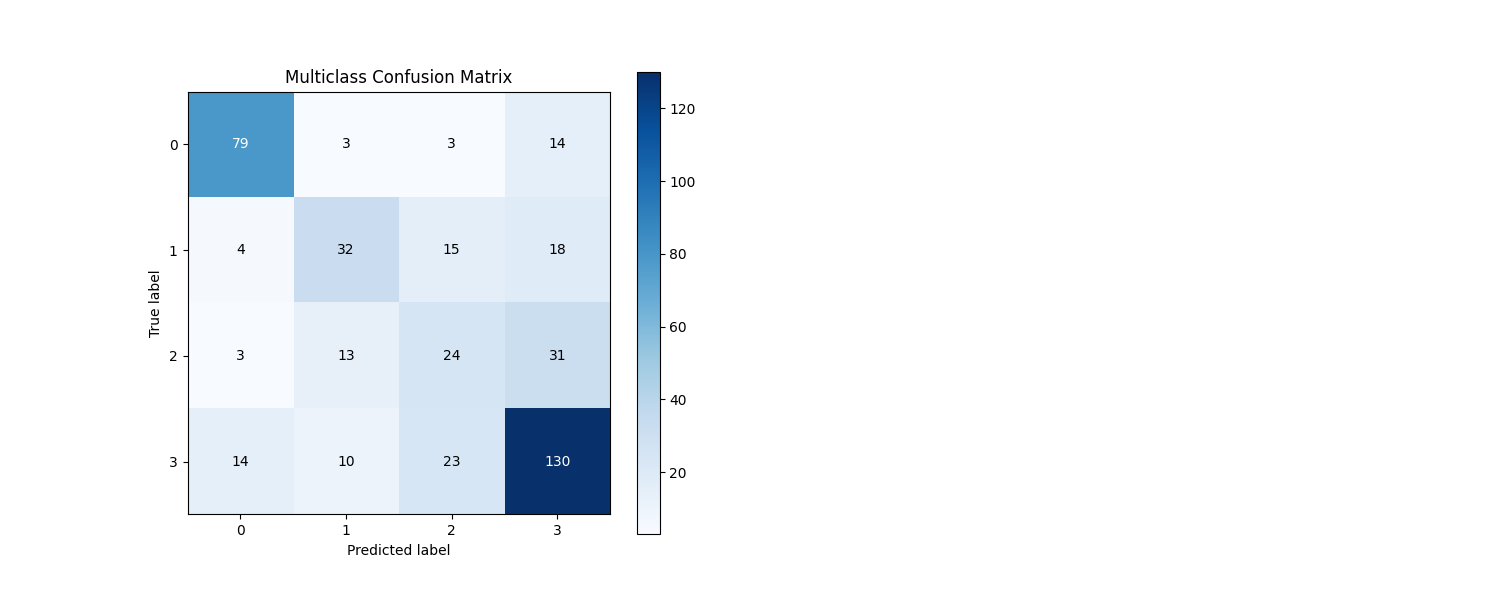 Multiclass Confusion Matrix
0 79 3 3 14
1 4 32 15 18
2 3 13 24 31
3 14 10 23 130
0 1 2 3
Predicted label
True label
120
100
80
60
40
20